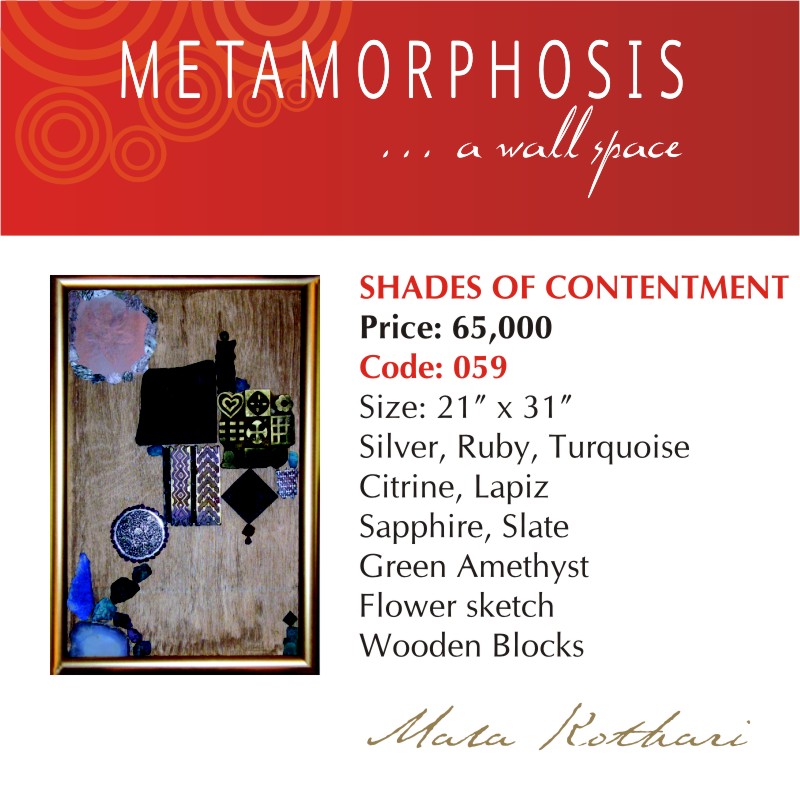 METAMORPHOSIS
... a wall space
SHADES OF CONTENTMENT
Price: 65,000
Code: 059
Size: 21” x 31”
Silver, Ruby, Turquoise
Citrine, Lapiz
Sapphire, Slate
Green Amethyst
Flower sketch
Wooden Blocks
Mala Kothari